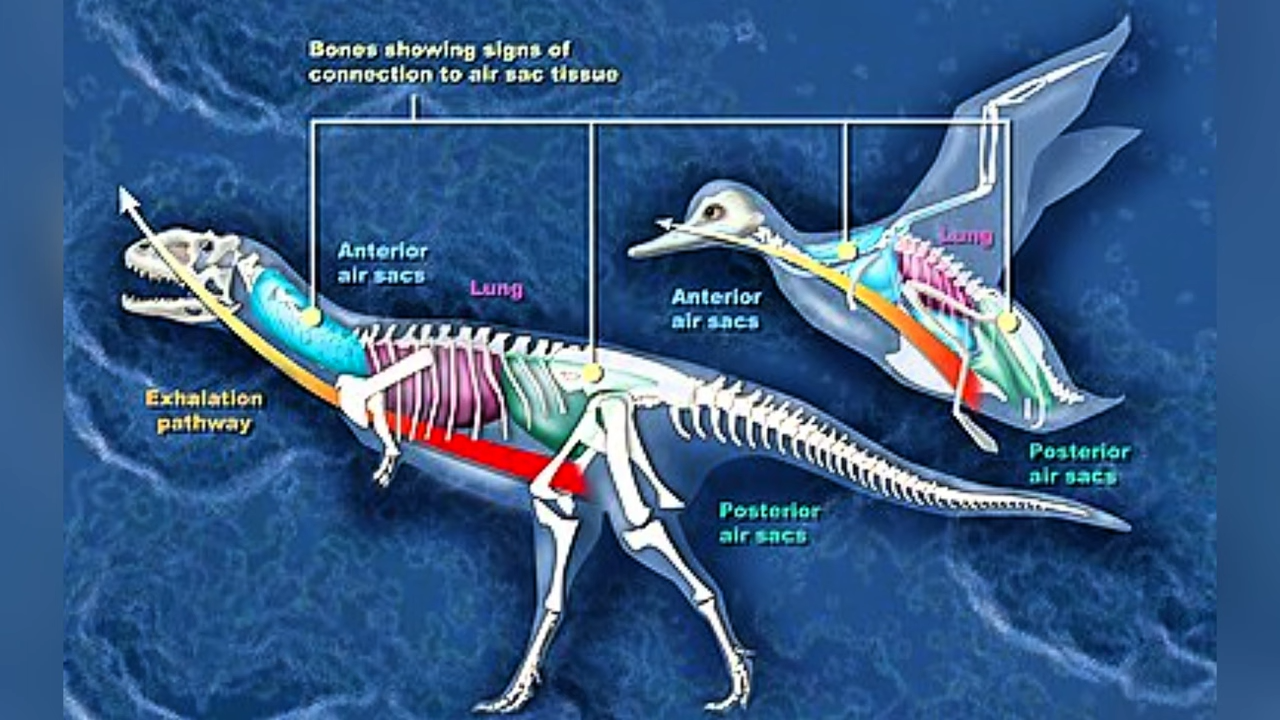 Bones showing signs of
connection to air sac tissue
Anterior
air sacs
Lung
Exhalation
pathway
Posterior
air sacs
Anterior
air sacs
Lung
Posterior
air sacs